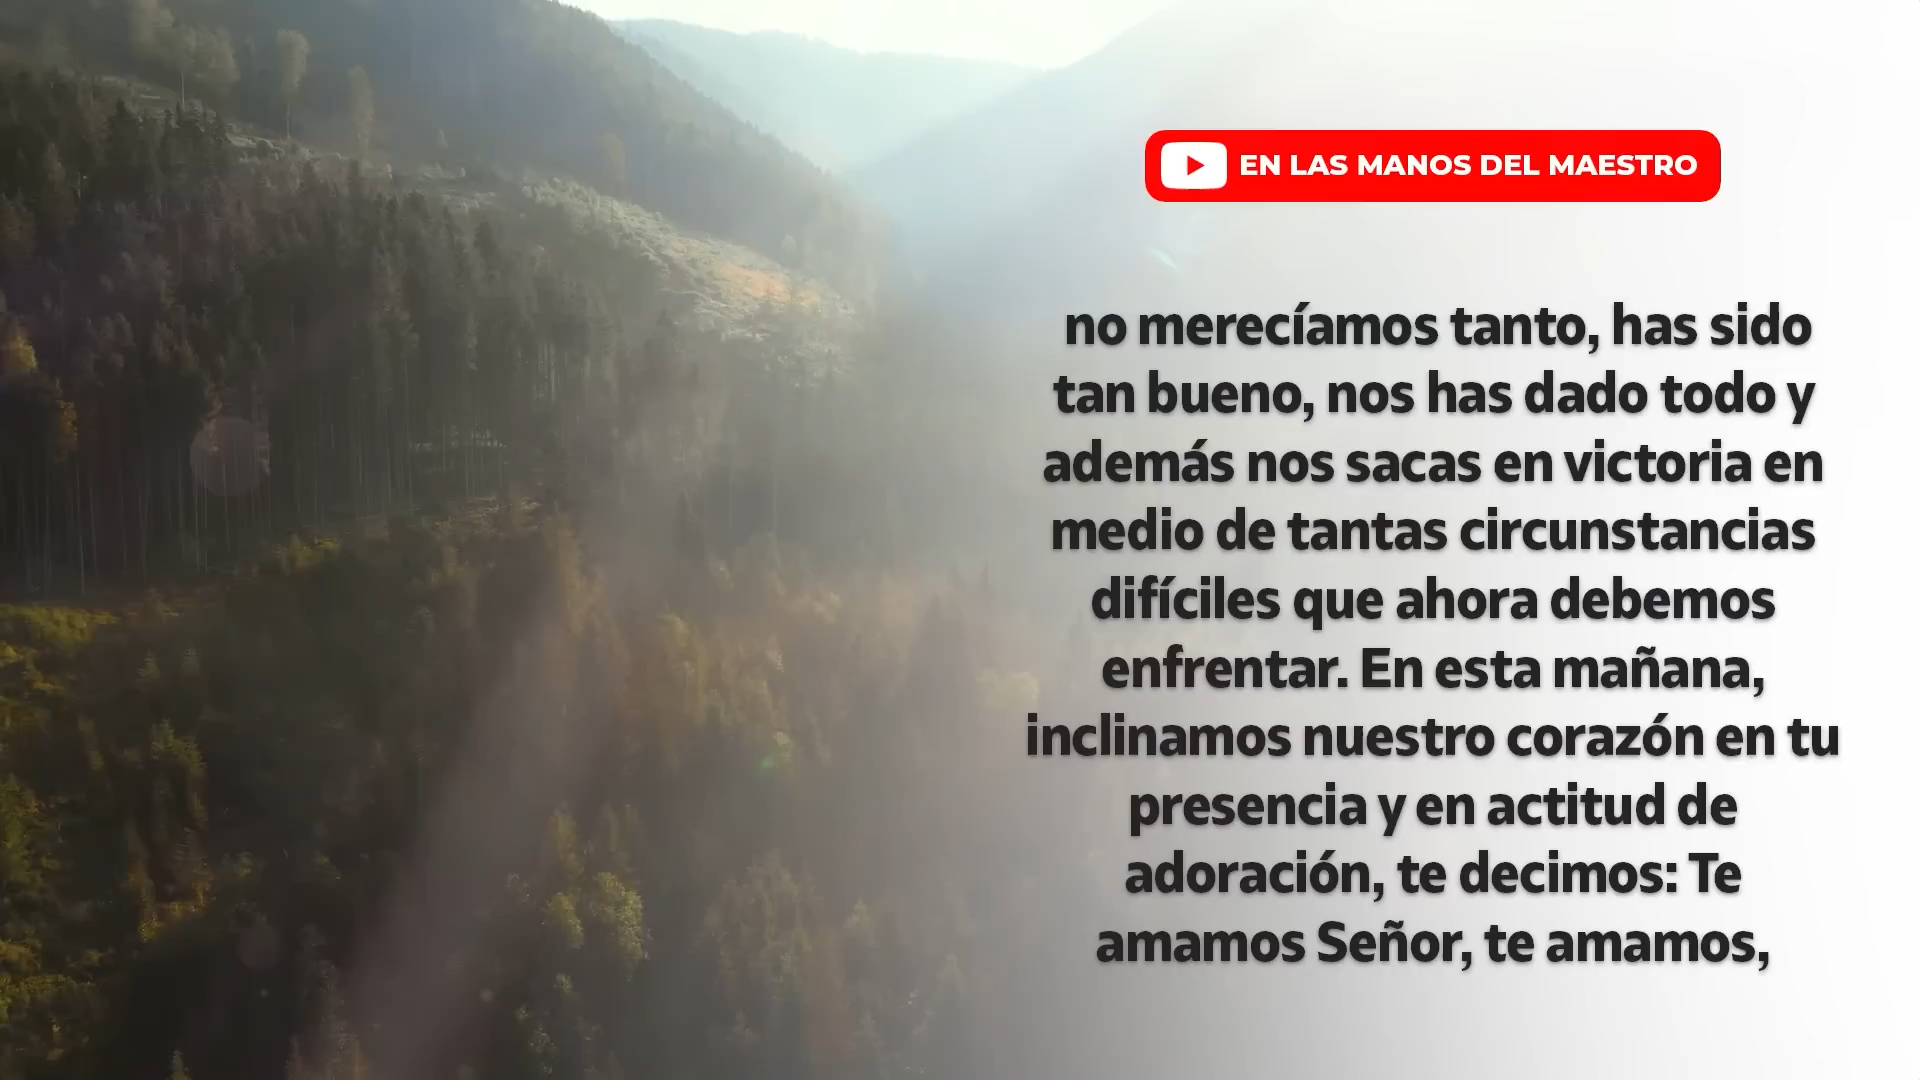 EN LAS MANOS DEL MAESTRO
no merecíamos tanto, has sido
tan bueno, nos has dado todo y
además nos sacas en victoria en
medio de tantas circunstancias
difíciles que ahora debemos
enfrentar. En esta mañana,
inclinamos nuestro corazón en tu
presencia y en actitud de
adoración, te decimos: Te
amamos Señor, te amamos,